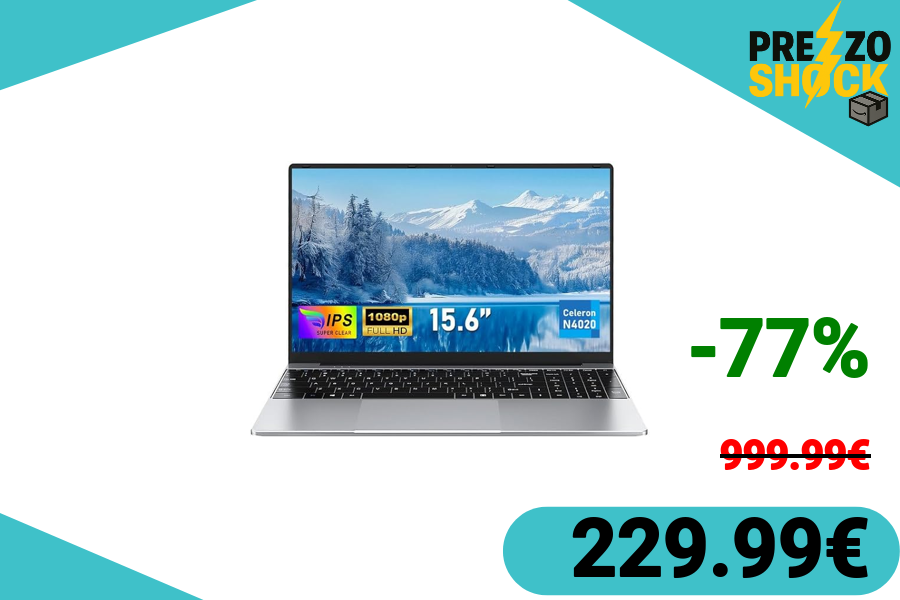 PREZZO
SHOCK
IPS
SUPER CLEAR
1080p
FULL HD
15.6”
Celeron
N4020
-77%
999.99€
229.99€